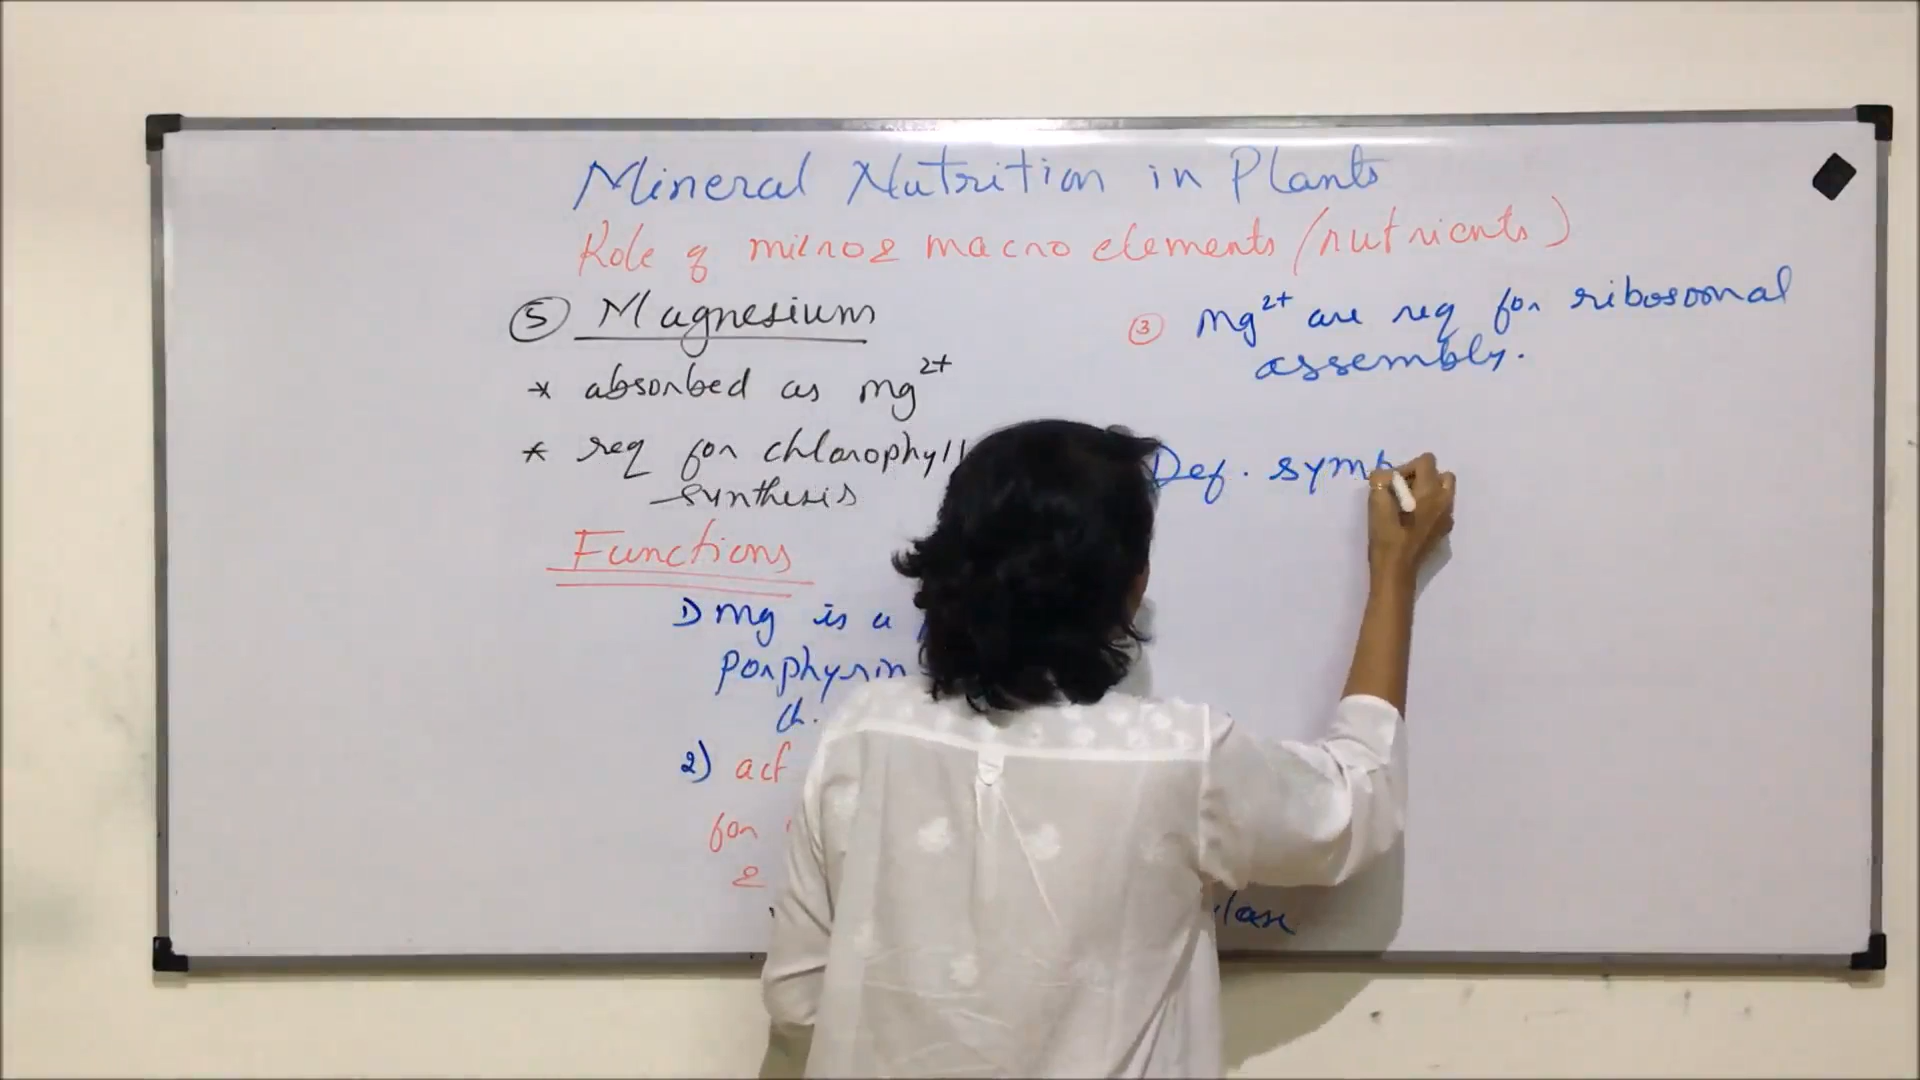 Mineral Nutrition in Plants
Role of micro & macro elements (nutrients)
⑤ Magnesium
* absorbed as mg²⁺
* req for chlorophyll
synthesis
Functions
1) mg is a
porphyrin
ch.
2) act
for
&
③ mg²⁺ are req for ribosomal
assembly.
Def. symp